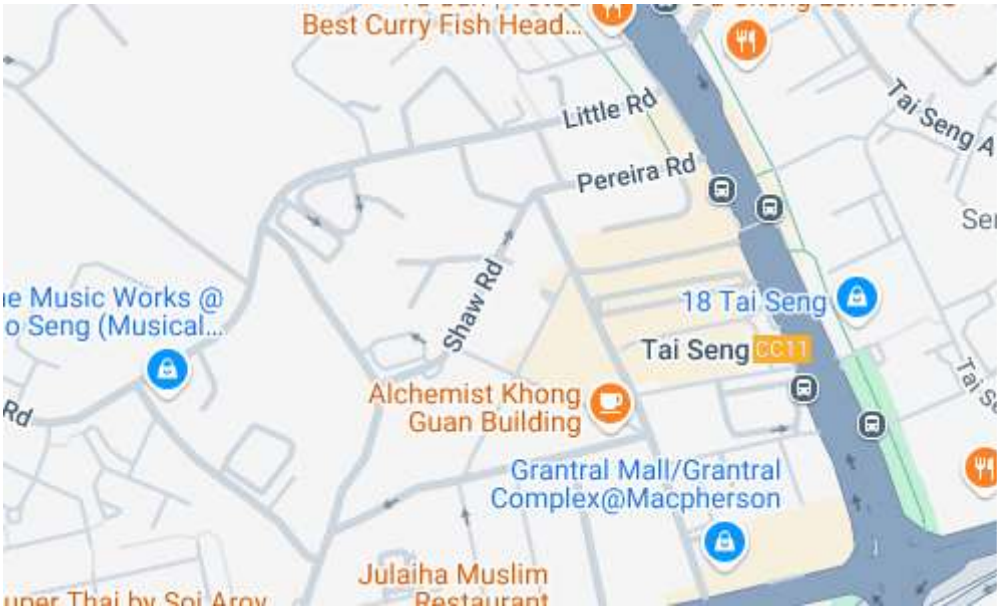 Best Curry Fish Head...
Little Rd
Tai Seng A
Pereira Rd
Shaw Rd
e Music Works @
o Seng (Musical...
18 Tai Seng
Tai Seng CC11
Rd
Alchemist Khong
Guan Building
Grantral Mall/Grantral
Complex@Macpherson
Julaiha Muslim
Restaurant
uper Thai by Soi Aroy